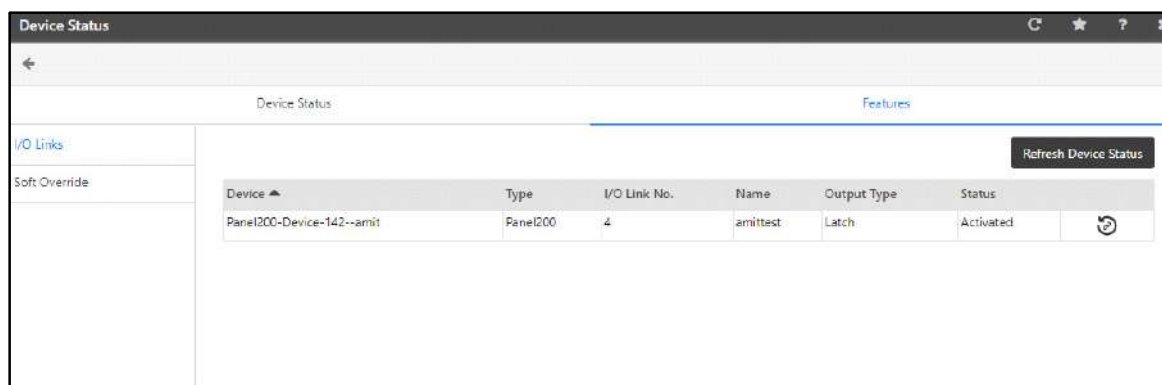 Device Status
?
Device Status Features
I/O Links
Refresh Device Status
Soft Override
Device Type I/O Link No. Name Output Type Status
Panel200-Device-142--amit Panel200 4 amittest Latch Activated